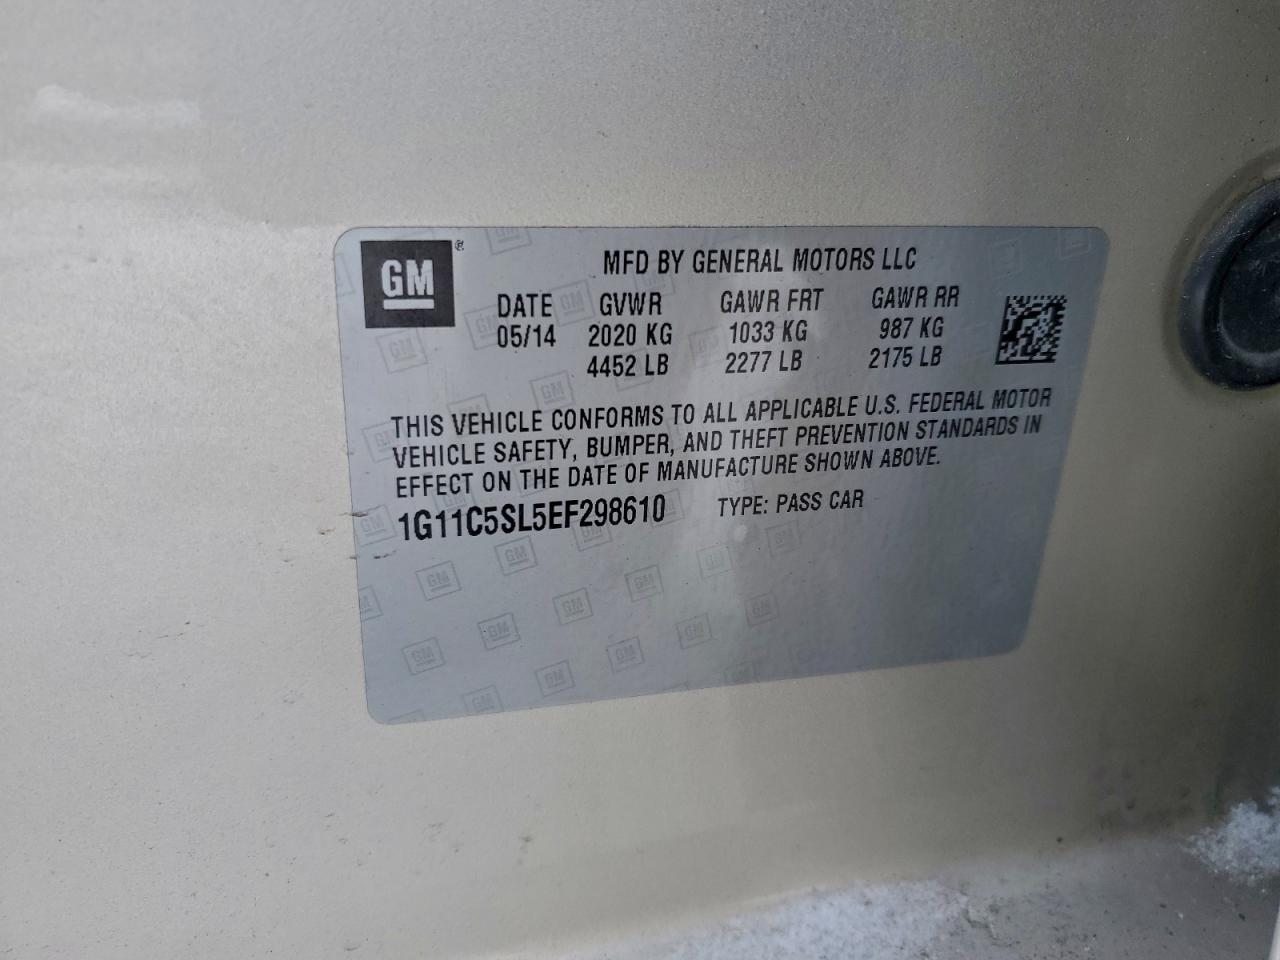 GM
MFD BY GENERAL MOTORS LLC
DATE GVWR GAWR FRT GAWR RR
05/14 2020 KG 1033 KG 987 KG
4452 LB 2277 LB 2175 LB
THIS VEHICLE CONFORMS TO ALL APPLICABLE U.S. FEDERAL MOTOR
VEHICLE SAFETY, BUMPER, AND THEFT PREVENTION STANDARDS IN
EFFECT ON THE DATE OF MANUFACTURE SHOWN ABOVE.
1G11C5SL5EF298610 TYPE: PASS CAR